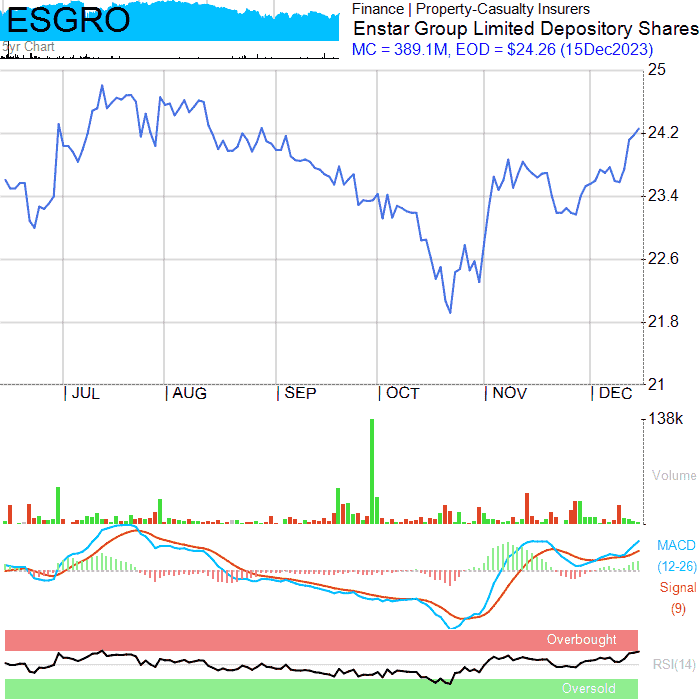 ESGRO
5yr Chart
Finance | Property-Casualty Insurers
Enstar Group Limited Depository Shares
MC = 389.1M, EOD = $24.26 (15Dec2023)
25
24.2
23.4
22.6
21.8
21
| JUL | AUG | SEP | OCT | NOV | DEC
138k
Volume
MACD
(12-26)
Signal
(9)
Overbought
RSI(14)
Oversold